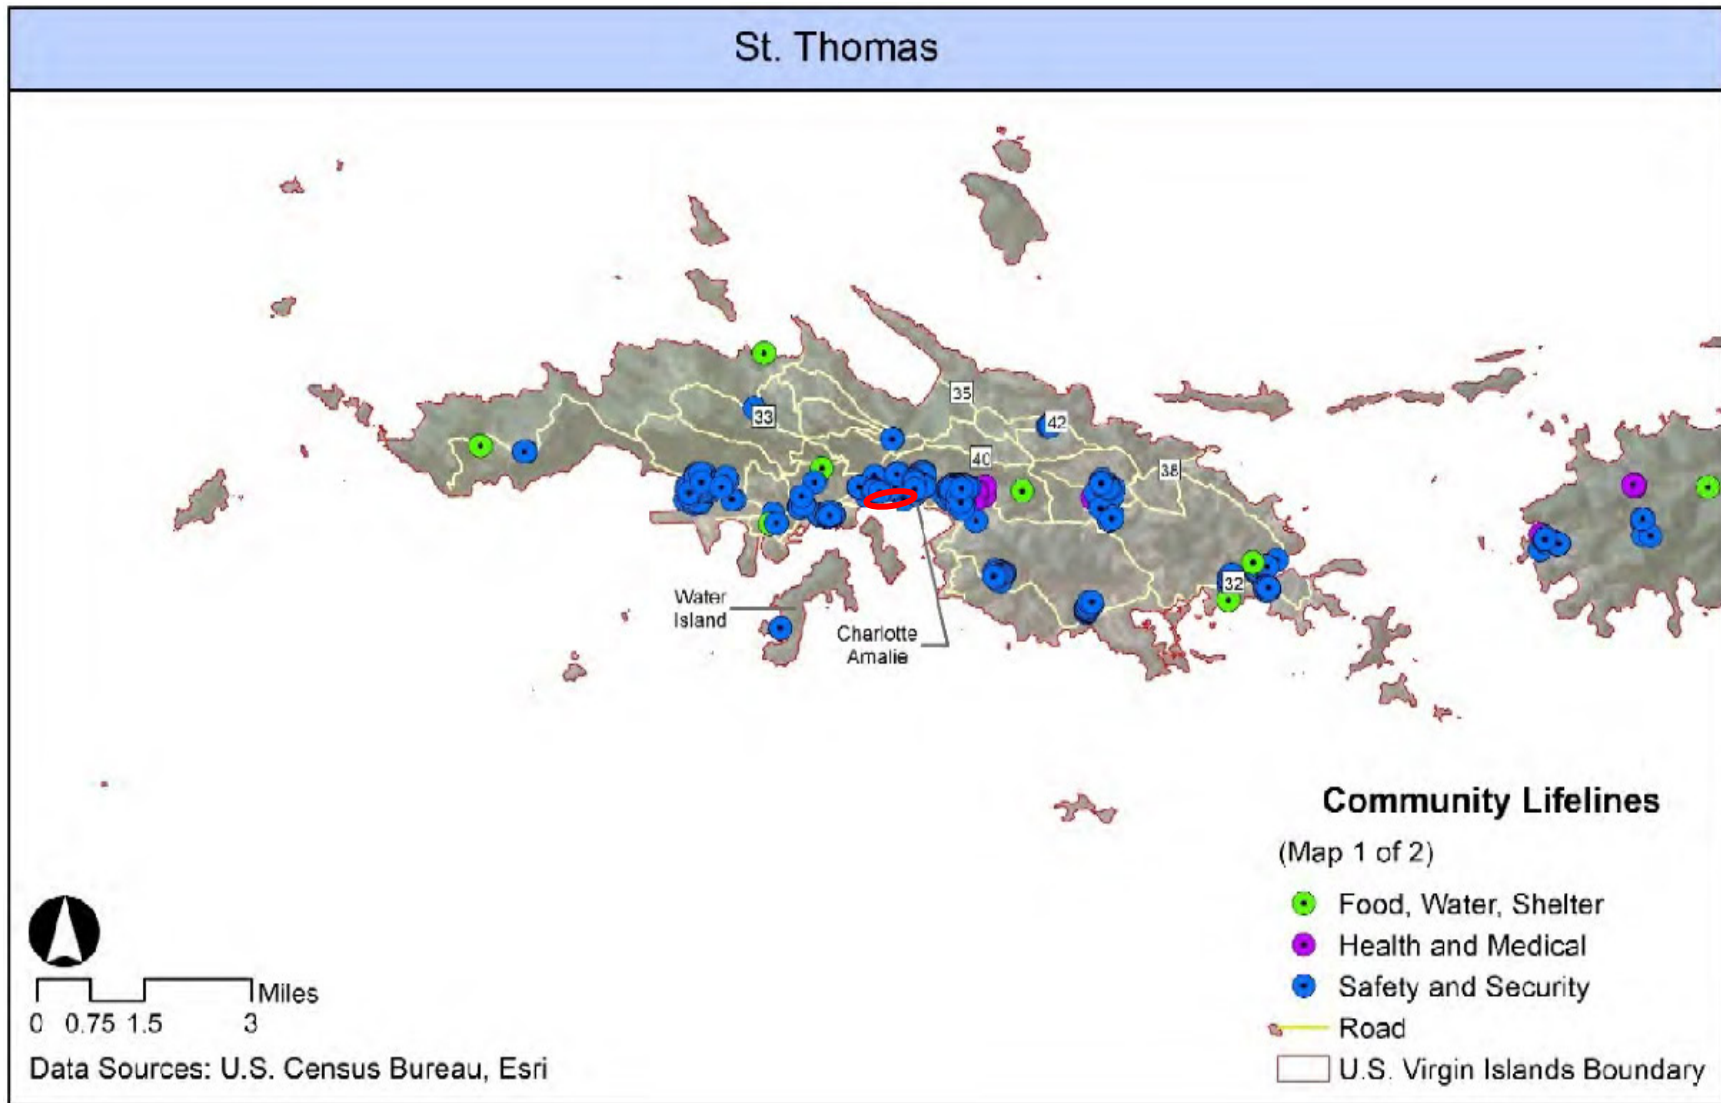 St. Thomas
35
33
42
40
38
32
Water
Island
Charlotte
Amalie
Community Lifelines
(Map 1 of 2)
Food, Water, Shelter
Health and Medical
Safety and Security
Road
U.S. Virgin Islands Boundary
Miles
0 0.75 1.5 3
Data Sources: U.S. Census Bureau, Esri